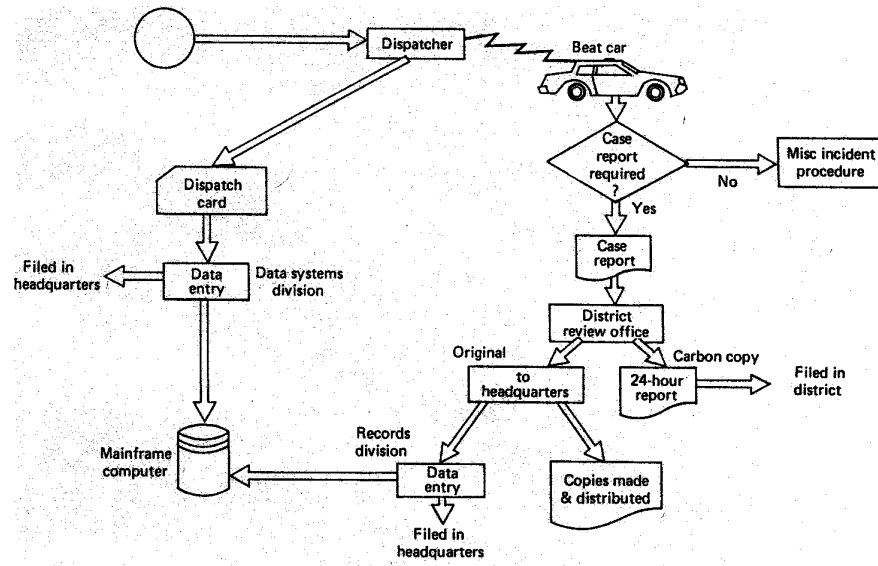 Dispatcher
Beat car
Case
report
required
?
No
Misc incident
procedure
Yes
Dispatch
card
Case
report
Filed in
headquarters
Data
entry
Data systems
division
District
review office
Original
Carbon copy
to
headquarters
24-hour
report
Filed in
district
Records
division
Mainframe
computer
Data
entry
Copies made
& distributed
Filed in
headquarters